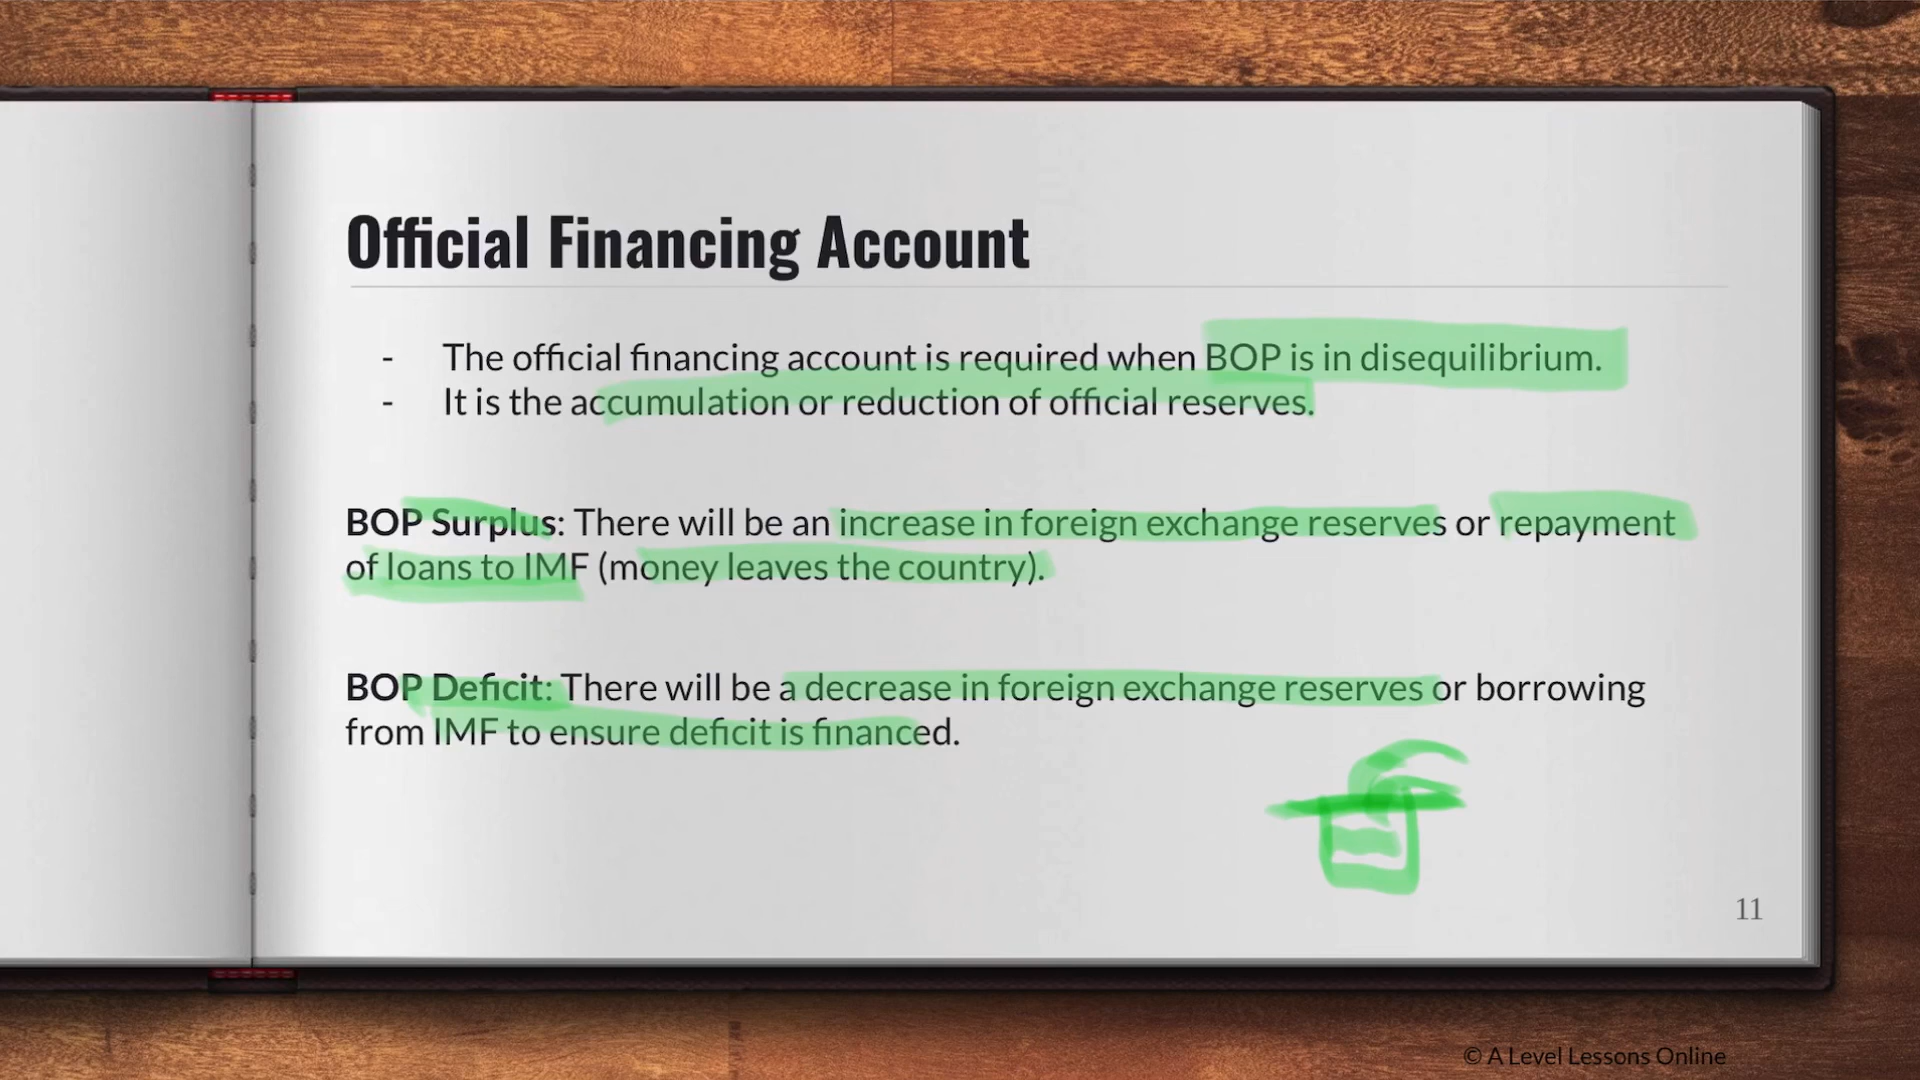 Official Financing Account
- The official financing account is required when BOP is in disequilibrium.
- It is the accumulation or reduction of official reserves.
BOP Surplus: There will be an increase in foreign exchange reserves or repayment
of loans to IMF (money leaves the country).
BOP Deficit: There will be a decrease in foreign exchange reserves or borrowing
from IMF to ensure deficit is financed.
11
© A Level Lessons Online